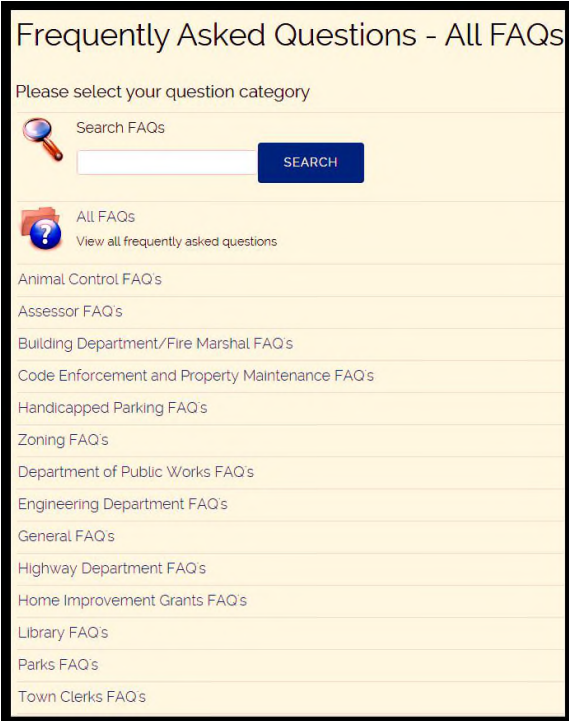 Frequently Asked Questions - All FAQs
Please select your question category
Search FAQs
SEARCH
All FAQs
View all frequently asked questions
Animal Control FAQ's
Assessor FAQ's
Building Department/Fire Marshal FAQ's
Code Enforcement and Property Maintenance FAQ's
Handicapped Parking FAQ's
Zoning FAQ's
Department of Public Works FAQ's
Engineering Department FAQ's
General FAQ's
Highway Department FAQ's
Home Improvement Grants FAQ's
Library FAQ's
Parks FAQ's
Town Clerks FAQ's